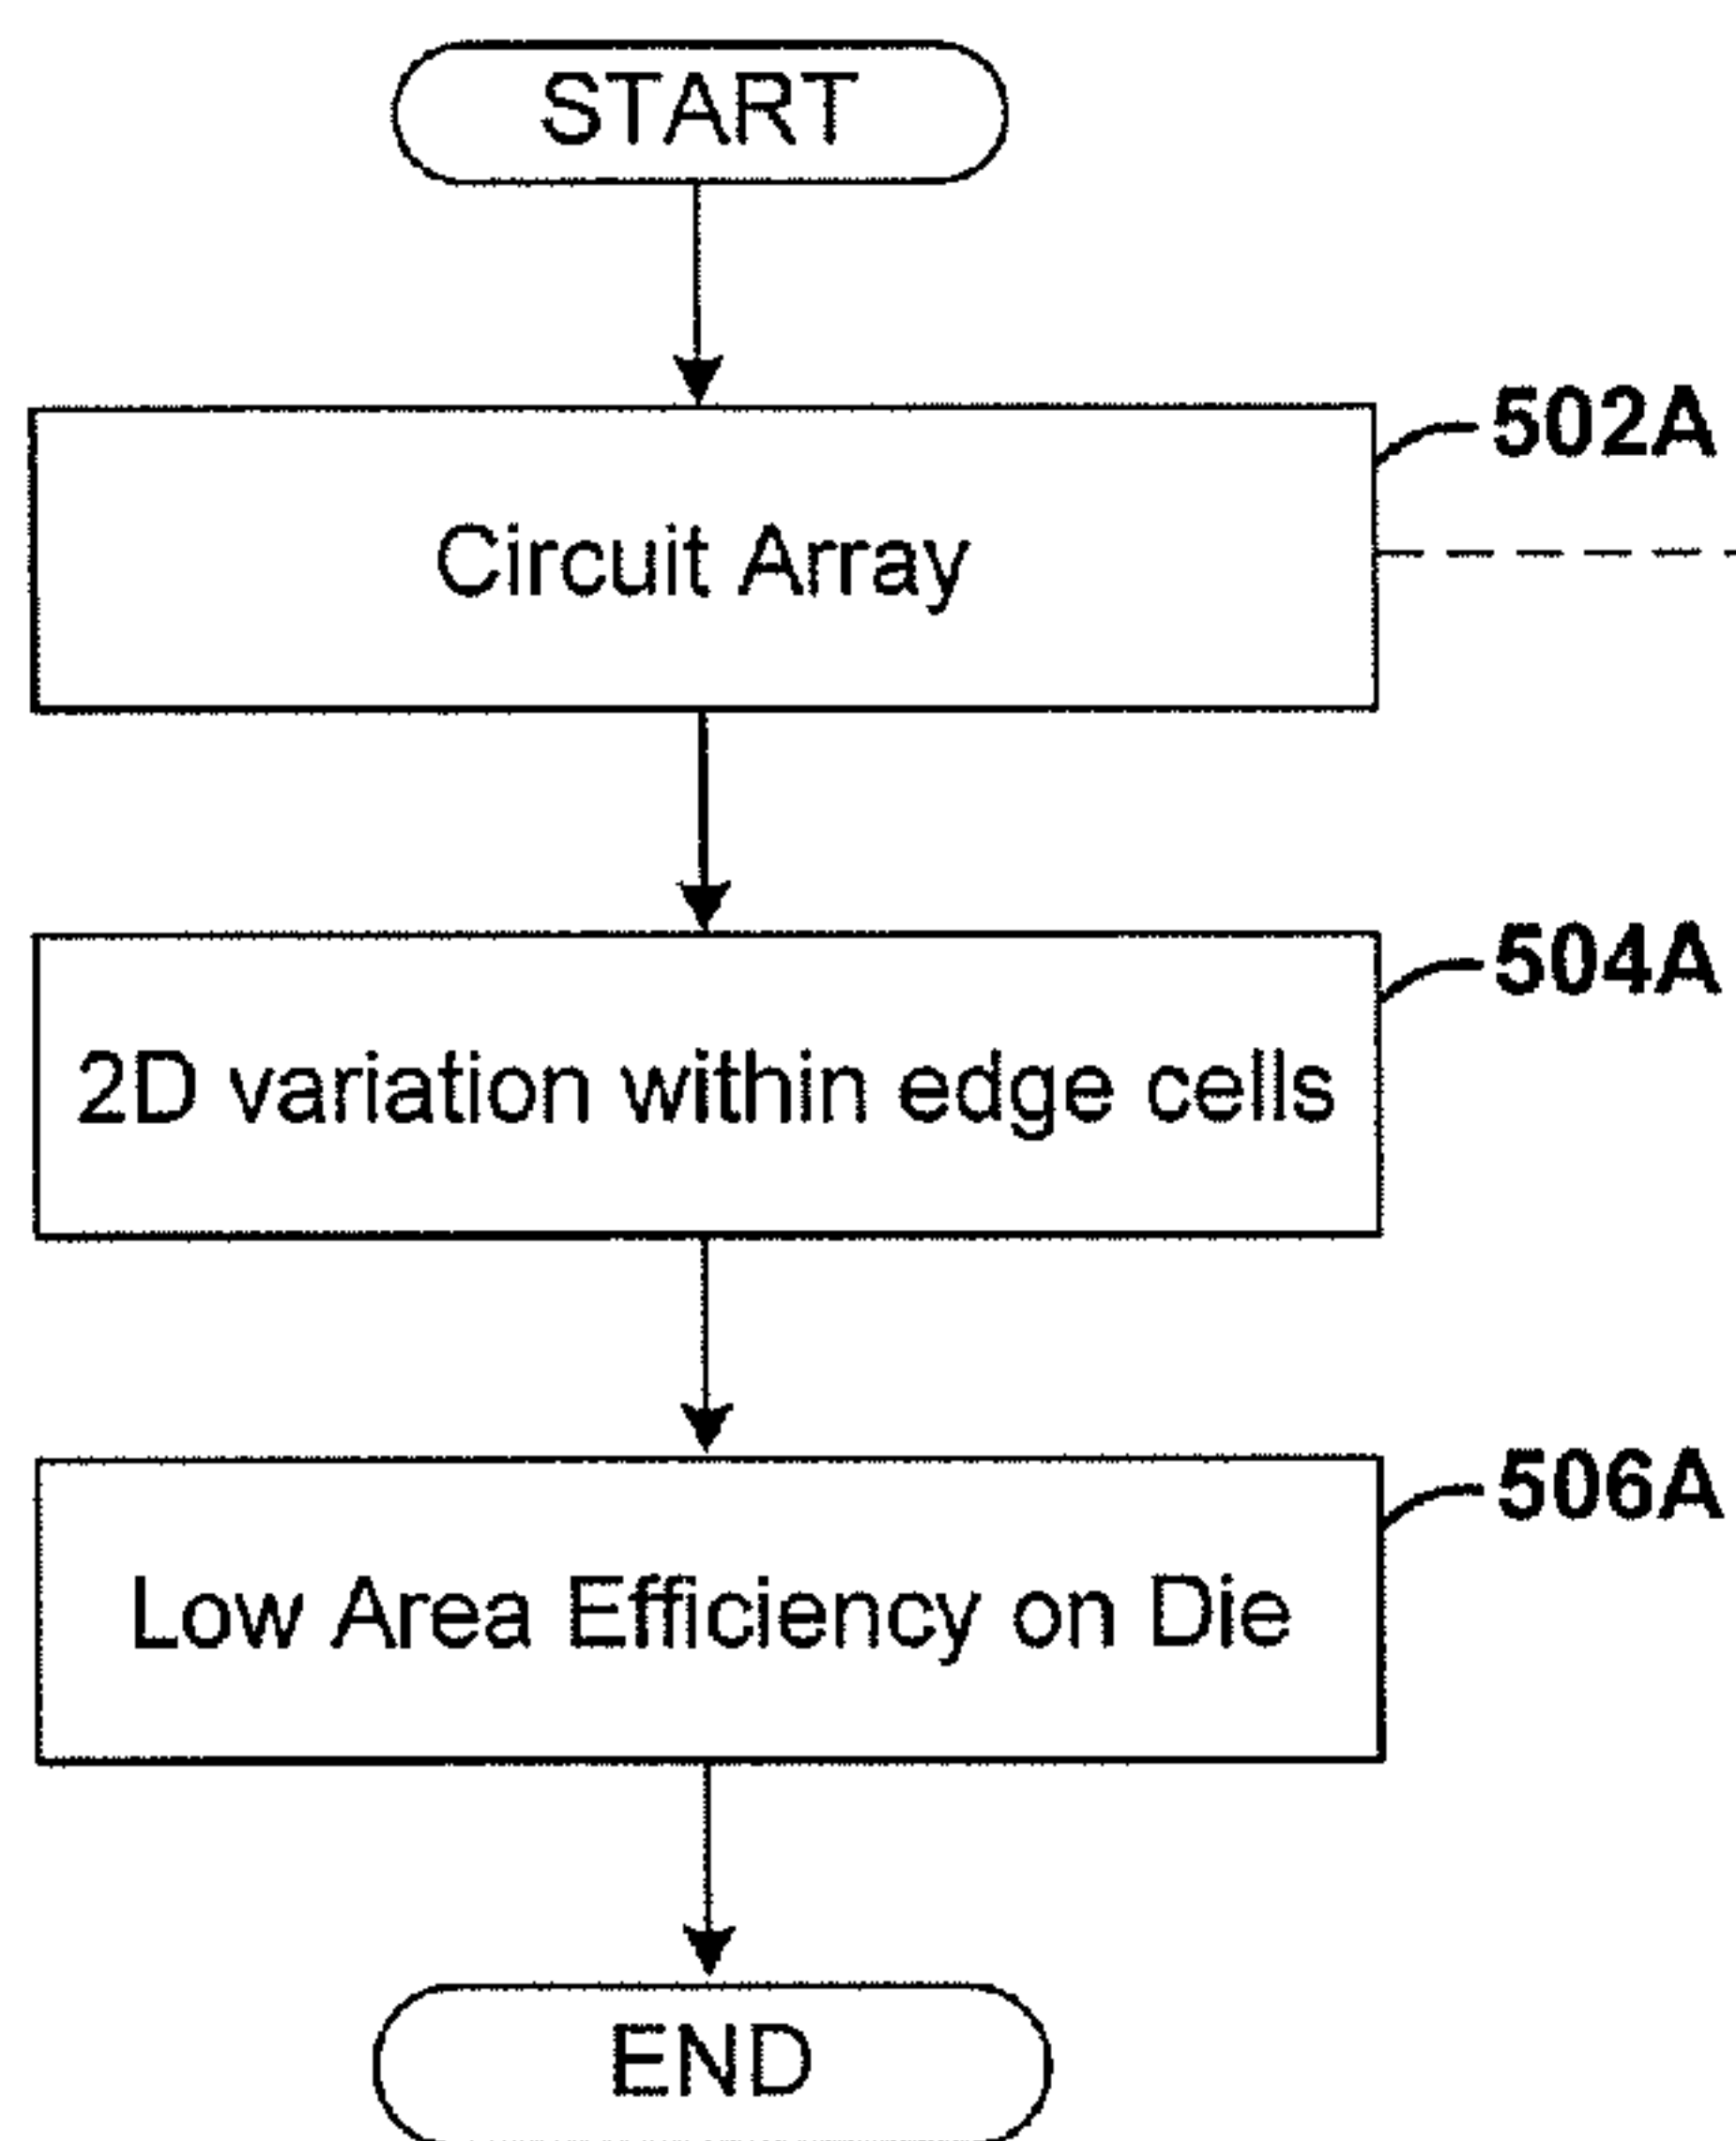 START
502A
Circuit Array
504A
2D variation within edge cells
506A
Low Area Efficiency on Die
END